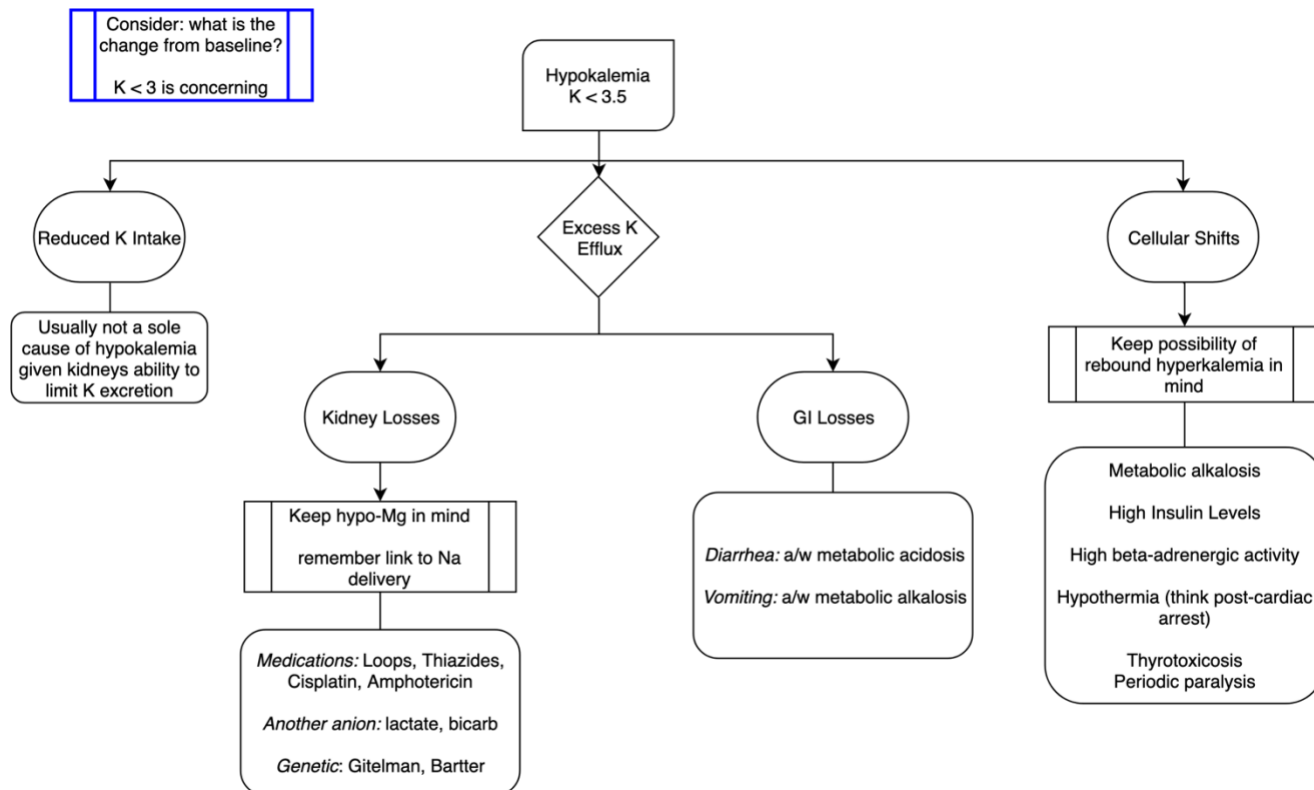 Consider: what is the
change from baseline?
K < 3 is concerning
Hypokalemia
K < 3.5
Reduced K Intake
Excess K
Efflux
Cellular Shifts
Usually not a sole
cause of hypokalemia
given kidneys ability to
limit K excretion
Kidney Losses
GI Losses
Keep possibility of
rebound hyperkalemia in
mind
Keep hypo-Mg in mind
remember link to Na
delivery
Diarrhea: a/w metabolic acidosis
Vomiting: a/w metabolic alkalosis
Metabolic alkalosis
High Insulin Levels
High beta-adrenergic activity
Hypothermia (think post-cardiac
arrest)
Thyrotoxicosis
Periodic paralysis
Medications: Loops, Thiazides,
Cisplatin, Amphotericin
Another anion: lactate, bicarb
Genetic: Gitelman, Bartter